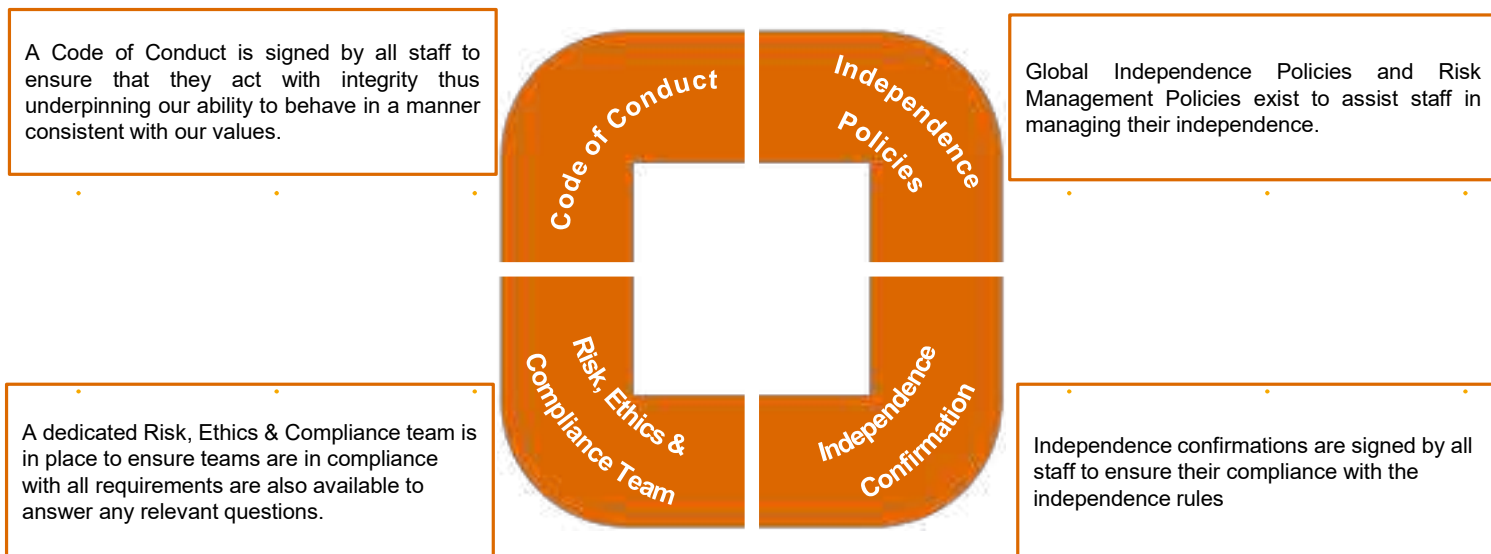 A Code of Conduct is signed by all staff to
ensure that they act with integrity thus
underpinning our ability to behave in a manner
consistent with our values.
Code of Conduct
Independence
Policies
Global Independence Policies and Risk
Management Policies exist to assist staff in
managing their independence.
A dedicated Risk, Ethics & Compliance team is
in place to ensure teams are in compliance
with all requirements are also available to
answer any relevant questions.
Risk, Ethics &
Compliance Team
Independence
Confirmation
Independence confirmations are signed by all
staff to ensure their compliance with the
independence rules